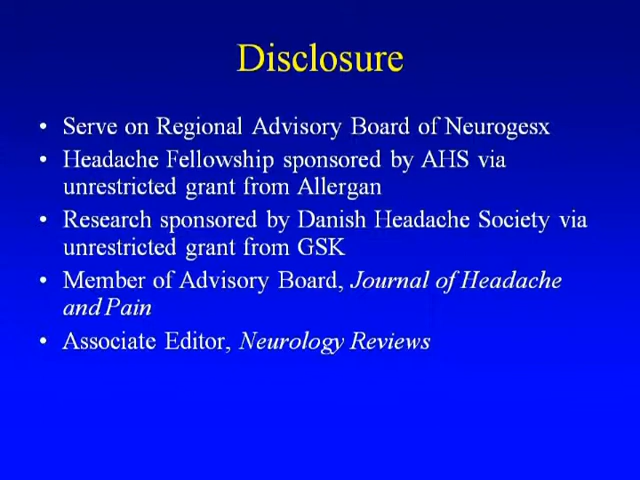 Disclosure
• Serve on Regional Advisory Board of Neurogesx
• Headache Fellowship sponsored by AHS via
unrestricted grant from Allergan
• Research sponsored by Danish Headache Society via
unrestricted grant from GSK
• Member of Advisory Board, Journal of Headache
and Pain
• Associate Editor, Neurology Reviews